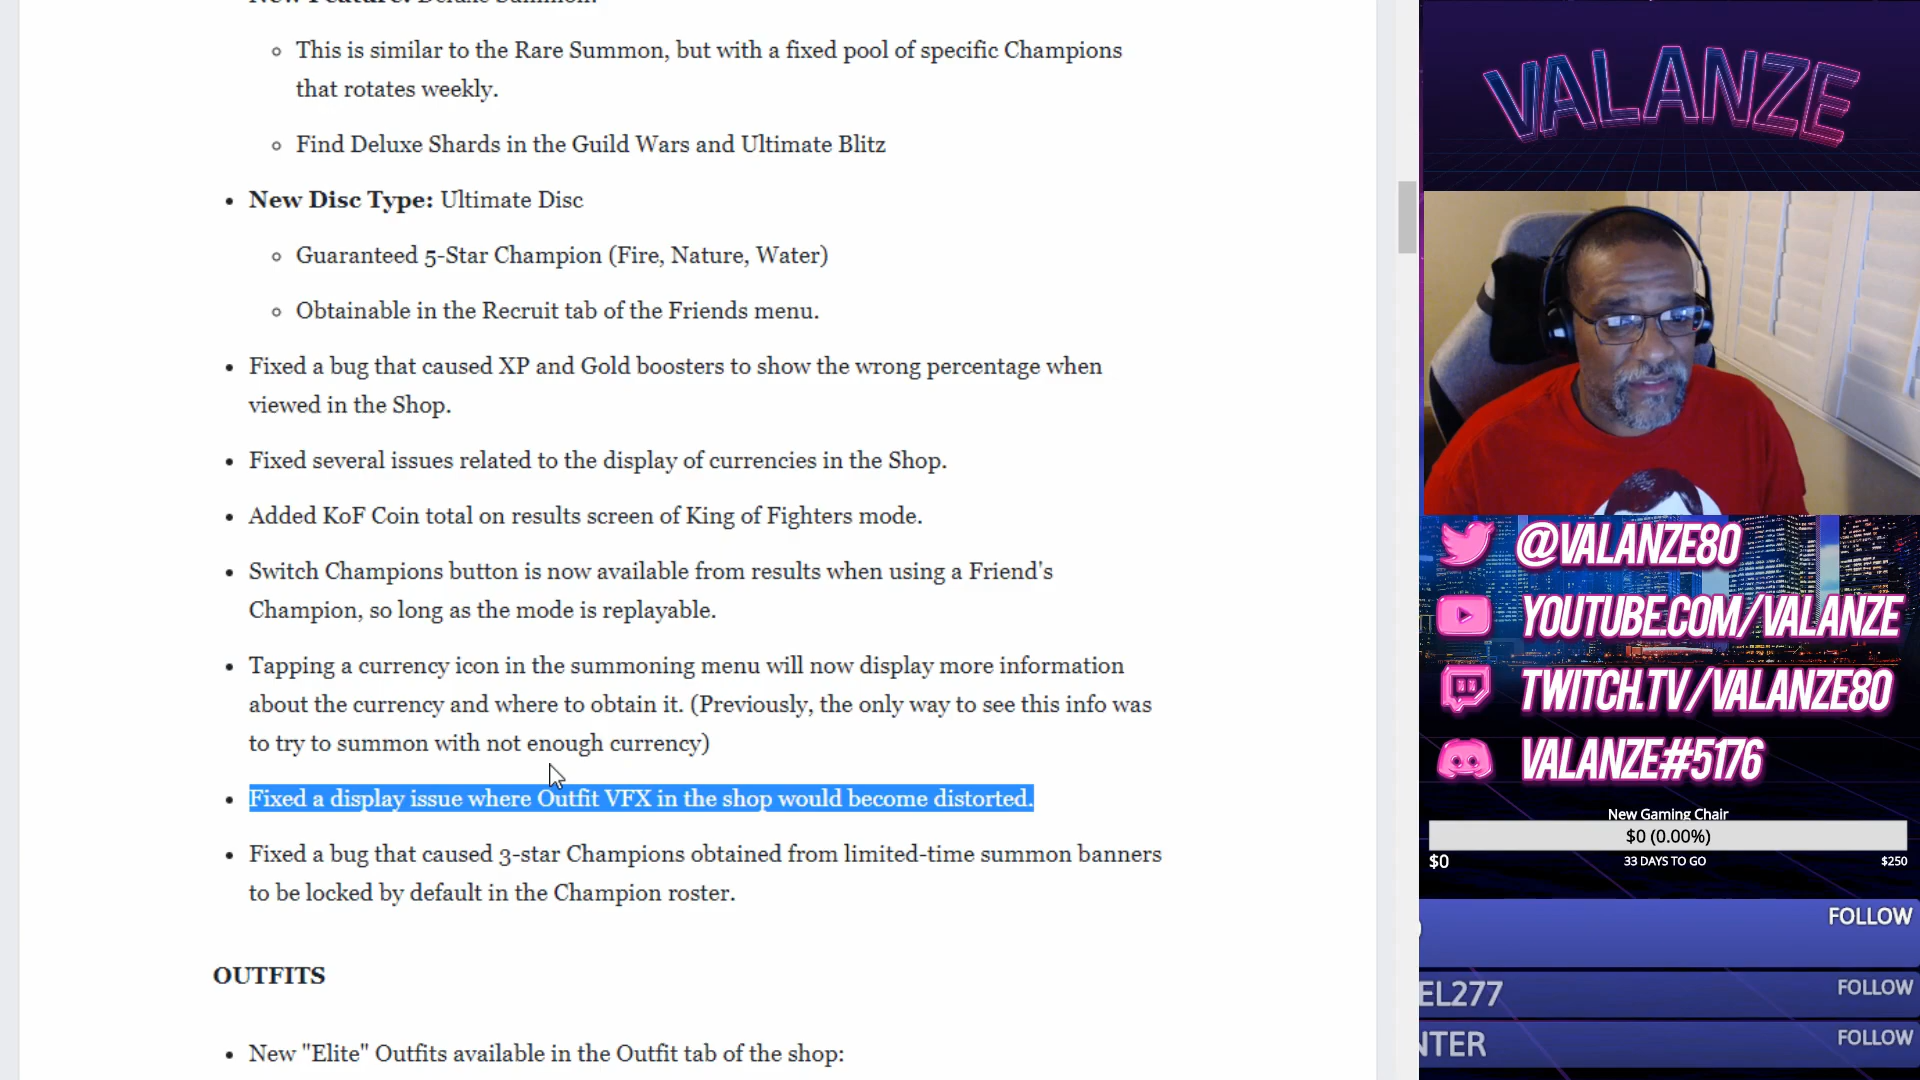 New Feature: Deluxe Summon.
This is similar to the Rare Summon, but with a fixed pool of specific Champions
that rotates weekly.
Find Deluxe Shards in the Guild Wars and Ultimate Blitz
New Disc Type: Ultimate Disc
Guaranteed 5-Star Champion (Fire, Nature, Water)
Obtainable in the Recruit tab of the Friends menu.
Fixed a bug that caused XP and Gold boosters to show the wrong percentage when
viewed in the Shop.
Fixed several issues related to the display of currencies in the Shop.
Added KoF Coin total on results screen of King of Fighters mode.
Switch Champions button is now available from results when using a Friend's
Champion, so long as the mode is replayable.
Tapping a currency icon in the summoning menu will now display more information
about the currency and where to obtain it. (Previously, the only way to see this info was
to try to summon with not enough currency)
Fixed a display issue where Outfit VFX in the shop would become distorted.
Fixed a bug that caused 3-star Champions obtained from limited-time summon banners
to be locked by default in the Champion roster.
OUTFITS
New "Elite" Outfits available in the Outfit tab of the shop:
VALANZE
@VALANZE80
YOUTUBE.COM/VALANZE
TWITCH.TV/VALANZE80
VALANZE#5176
New Gaming Chair
$0 (0.00%)
$0 33 DAYS TO GO $250
FOLLOW
EL277 FOLLOW
NTER FOLLOW